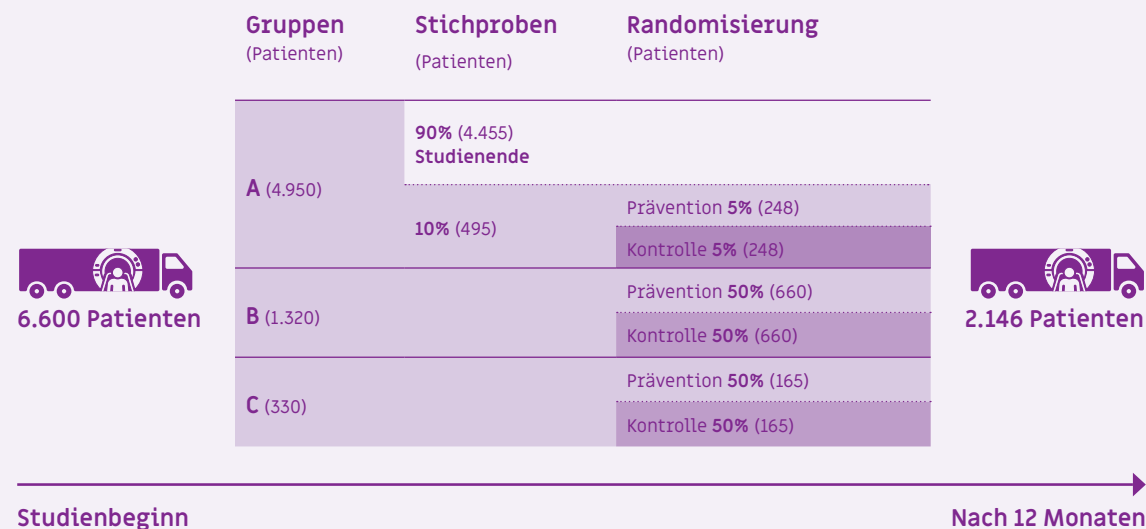 Gruppen
(Patienten)
Stichproben
(Patienten)
Randomisierung
(Patienten)
6.600 Patienten
A (4.950)
90% (4.455)
Studienende
10% (495)
Prävention 5% (248)
Kontrolle 5% (248)
B (1.320)
Prävention 50% (660)
Kontrolle 50% (660)
C (330)
Prävention 50% (165)
Kontrolle 50% (165)
2.146 Patienten
Studienbeginn
Nach 12 Monaten